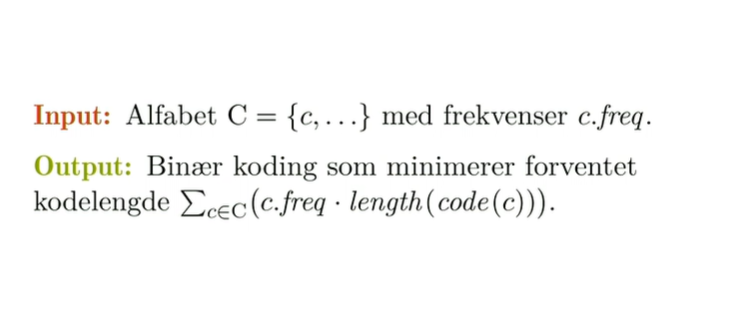 Input: Alfabet C = {c, ...} med frekvenser c.freq.
Output: Binær koding som minimerer forventet
kodelengde ∑c∈C(c.freq · length(code(c))).